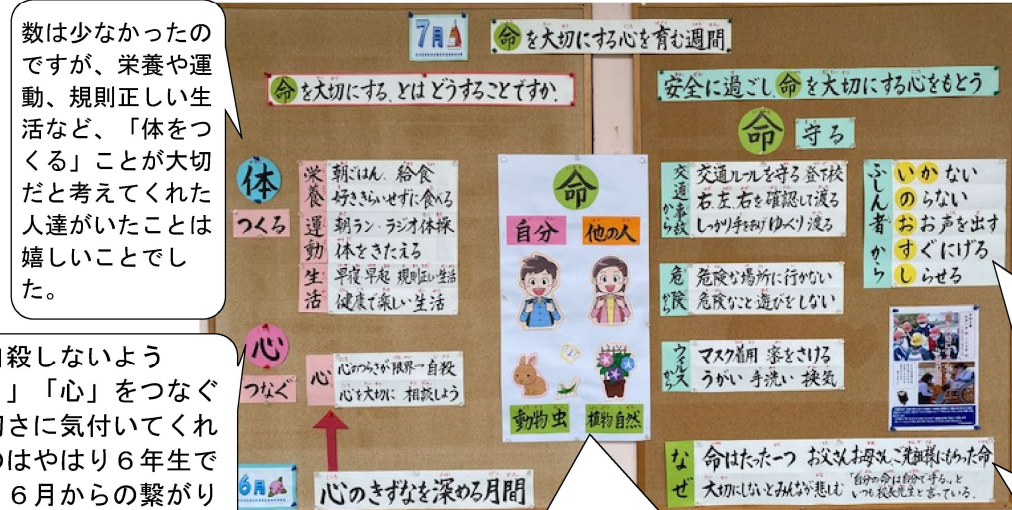 数は少なかったの
ですが、栄養や運
動、規則正しい生
活など、「体をつ
くる」ことが大切
だと考えてくれた
人達がいたことは
嬉しいことでし
た。
自殺しないよう
」「心」をつなぐ
切さに気付いてくれ
のはやはり６年生で
６月からの繋がり
7月
命を大切にする心を育む週間
命を大切にする、とは どうすることですか。
体
つくる
栄養
朝ごはん 給食
好ききらいせずに食べる
運動
朝ラン・ラジオ体操
体をきたえる
生活
早寝 早起 規則正しい生活
健康で楽しい生活
心
つなぐ
心
心のつらさが限界→自殺
心を大切に 相談しよう
6月
心のきずなを深める月間
命
自分
他の人
動物 虫
植物自然
安全に過ごし、命を大切にする心をもとう
命
守る
交通事故から
交通ルールを守る 登下校
右左右を確認して渡る
しっかり手をあげゆっくり渡る
危険から
危険な場所に行かない
危険なこと遊びをしない
ウィルスから
マスク着用 密をさける
うがい 手洗い 換気
ふしん者から
いかない
のらない
おお声を出す
すぐにげる
しらせる
なぜ
命はたった一つ お父さんお母さんご先祖様にもらった命
大切にしないとみんなが悲む
「自分の命は自分で守る。」と
いつも校長先生も言っている。